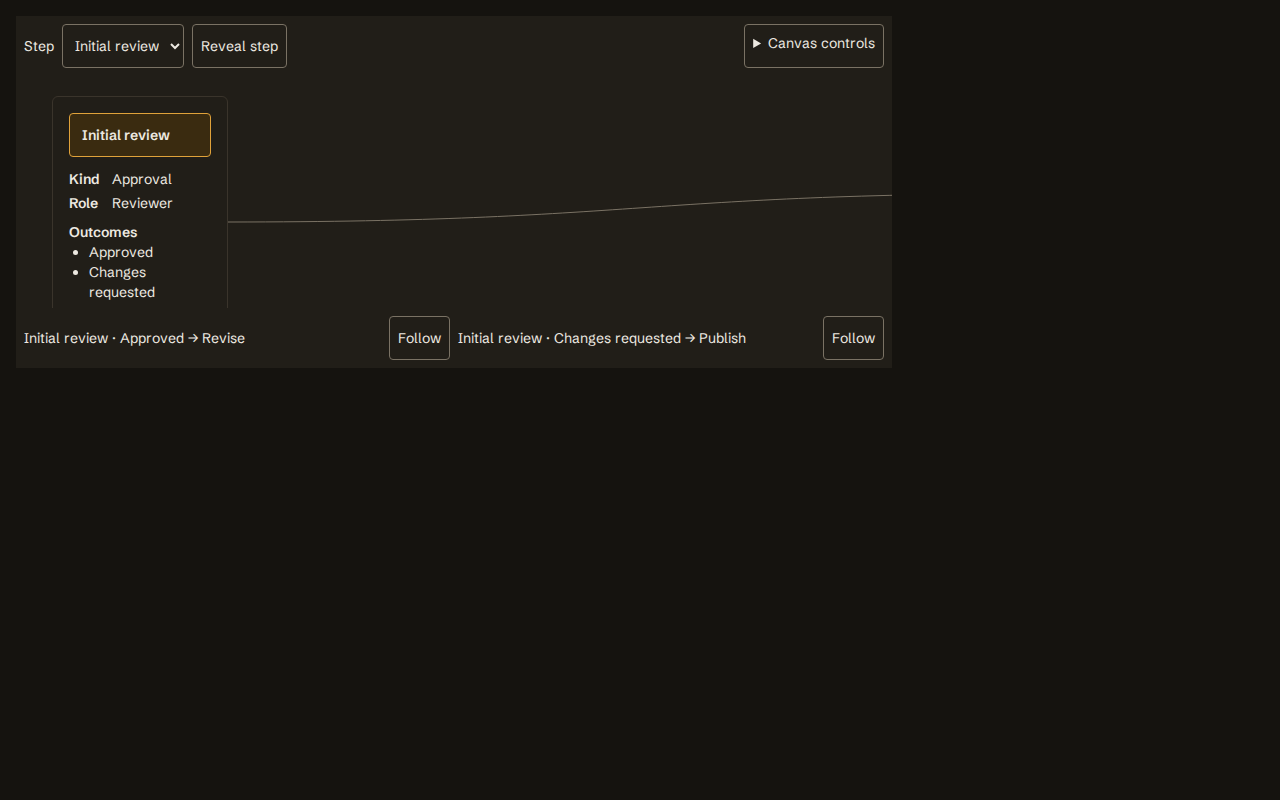 Step Initial review Reveal step Canvas controls
Initial review
Kind Approval
Role Reviewer
Outcomes
Approved
Changes
requested
Initial review · Approved → Revise Follow Initial review · Changes requested → Publish Follow